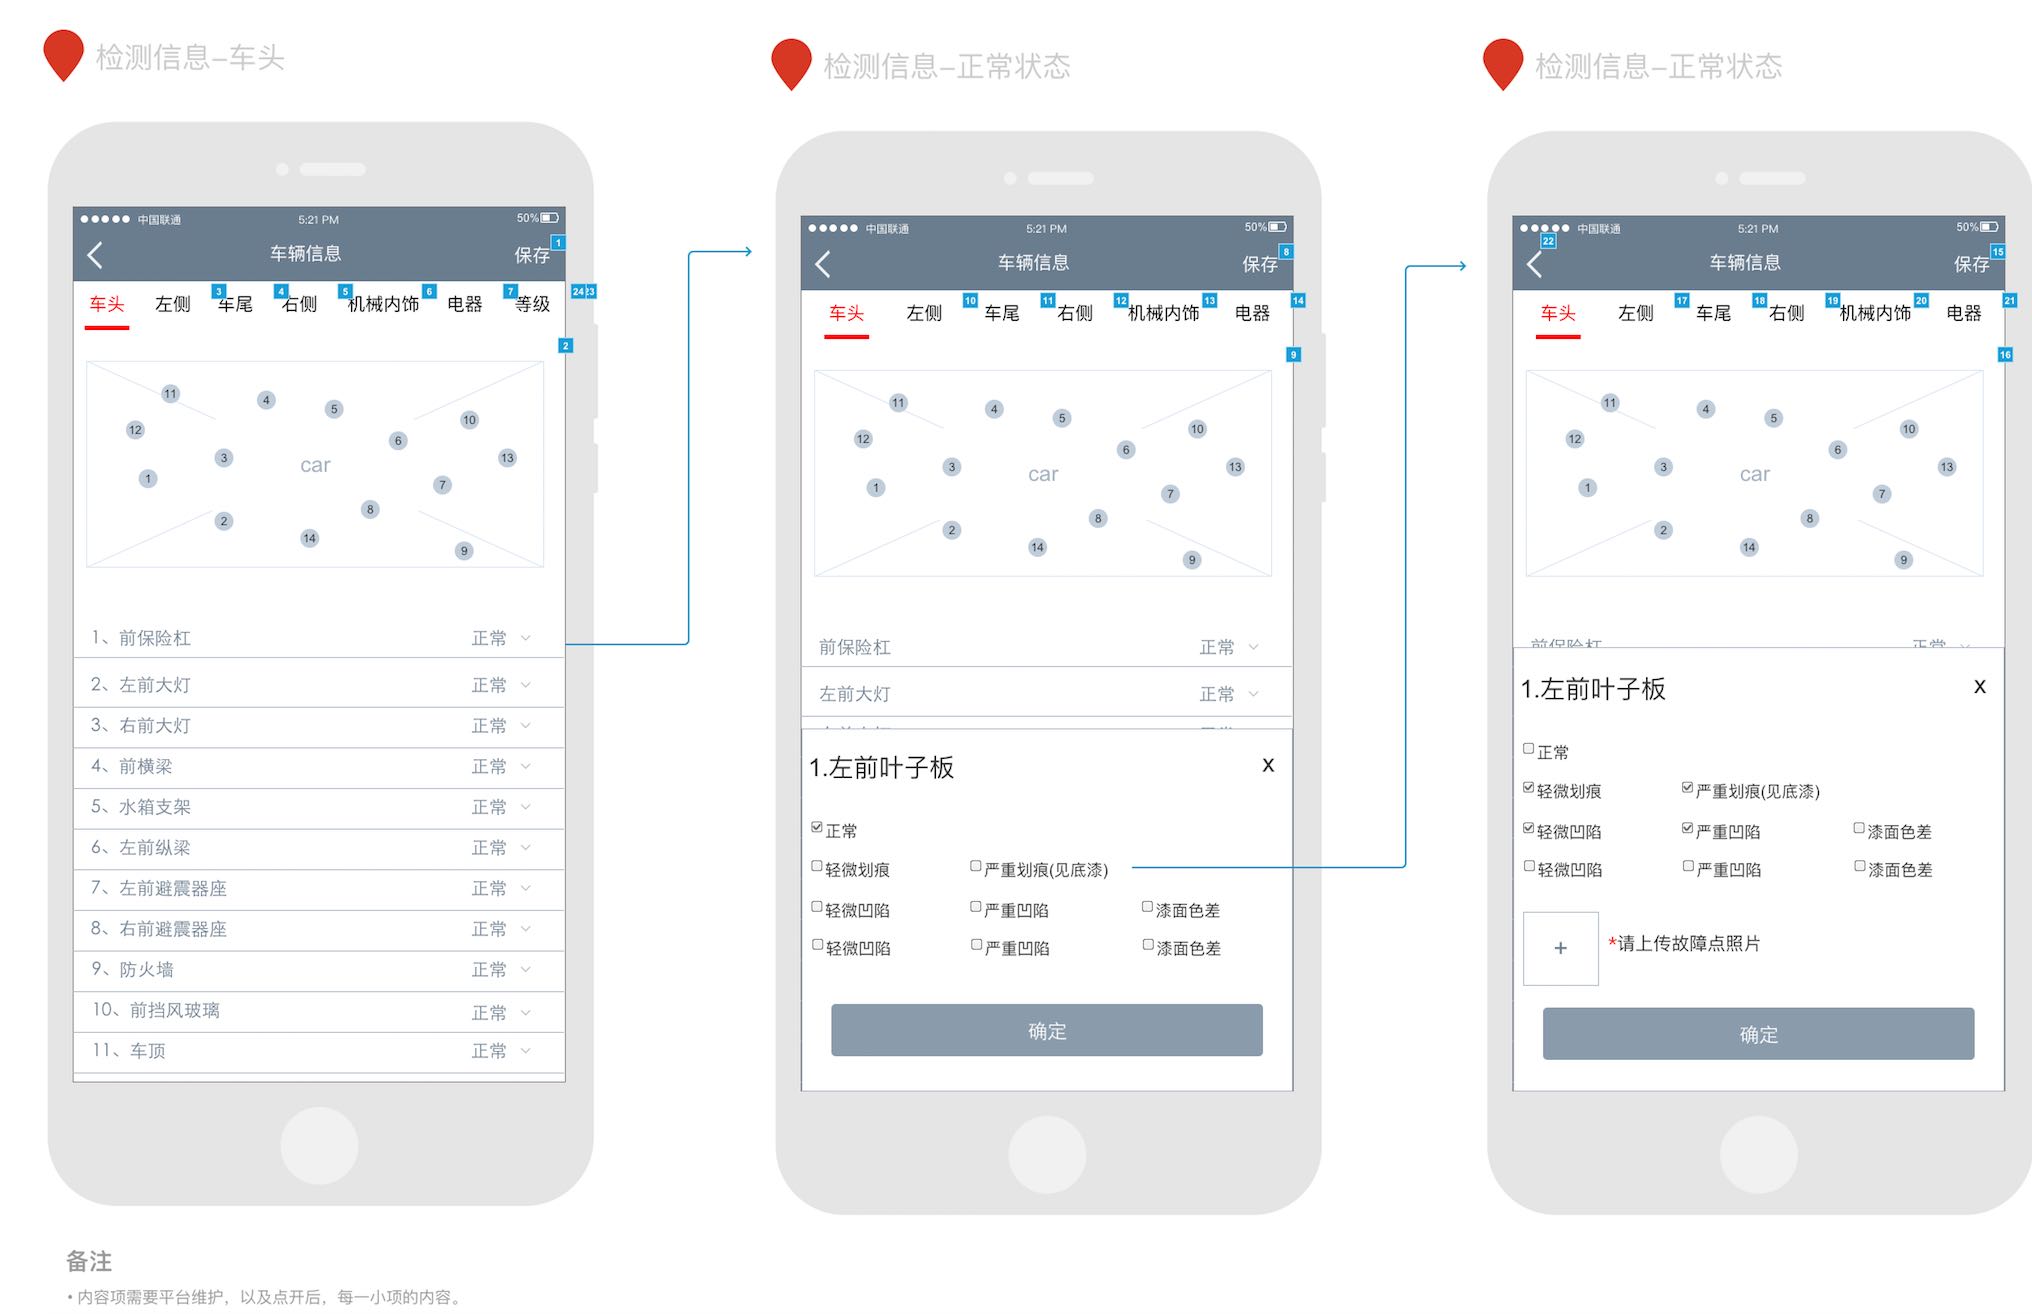 检测信息-车头
中国联通 5:21 PM 50%
车辆信息 保存 1
车头 左侧 3 车尾 4 右侧 5 机械内饰 6 电器 7 等级 24 23
2
11 4 5 10
12 6
3 car 13
1 7
2 8
14 9
1、前保险杠 正常
2、左前大灯 正常
3、右前大灯 正常
4、前横梁 正常
5、水箱支架 正常
6、左前纵梁 正常
7、左前避震器座 正常
8、右前避震器座 正常
9、防火墙 正常
10、前挡风玻璃 正常
11、车顶 正常
检测信息-正常状态
中国联通 5:21 PM 50%
车辆信息 保存 8
车头 左侧 10 车尾 11 右侧 12 机械内饰 13 电器 14
9
11 4 5 10
12 6
3 car 13
1 7
2 8
14 9
前保险杠 正常
左前大灯 正常
1.左前叶子板 x
正常
轻微划痕 严重划痕(见底漆)
轻微凹陷 严重凹陷 漆面色差
轻微凹陷 严重凹陷 漆面色差
确定
检测信息-正常状态
中国联通 5:21 PM 50%
22 车辆信息 保存 15
车头 左侧 17 车尾 18 右侧 19 机械内饰 20 电器 21
16
11 4 5 10
12 6
3 car 13
1 7
2 8
14 9
前保险杠 正常
1.左前叶子板 x
正常
轻微划痕 严重划痕(见底漆)
轻微凹陷 严重凹陷 漆面色差
轻微凹陷 严重凹陷 漆面色差
+ *请上传故障点照片
确定
备注
• 内容项需要平台维护，以及点开后，每一小项的内容。